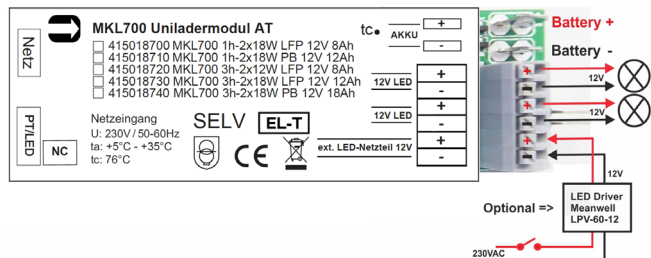 Netz
PT/LED
NC
MKL700 Uniladermodul AT
415018700 MKL700 1h-2x18W LFP 12V 8Ah
415018710 MKL700 1h-2x18W PB 12V 12Ah
415018720 MKL700 3h-2x12W LFP 12V 8Ah
415018730 MKL700 3h-2x18W LFP 12V 12Ah
415018740 MKL700 3h-2x18W PB 12V 18Ah
Netzeingang
U: 230V / 50-60Hz
ta: +5°C - +35°C
tc: 76°C
SELV
EL-T
CE
tc
AKKU
+
-
12V LED
+
-
12V LED
+
-
ext. LED-Netzteil 12V
+
-
Battery +
Battery -
+
-
+
-
+
-
12V
12V
12V
Optional =>
LED Driver
Meanwell
LPV-60-12
230VAC